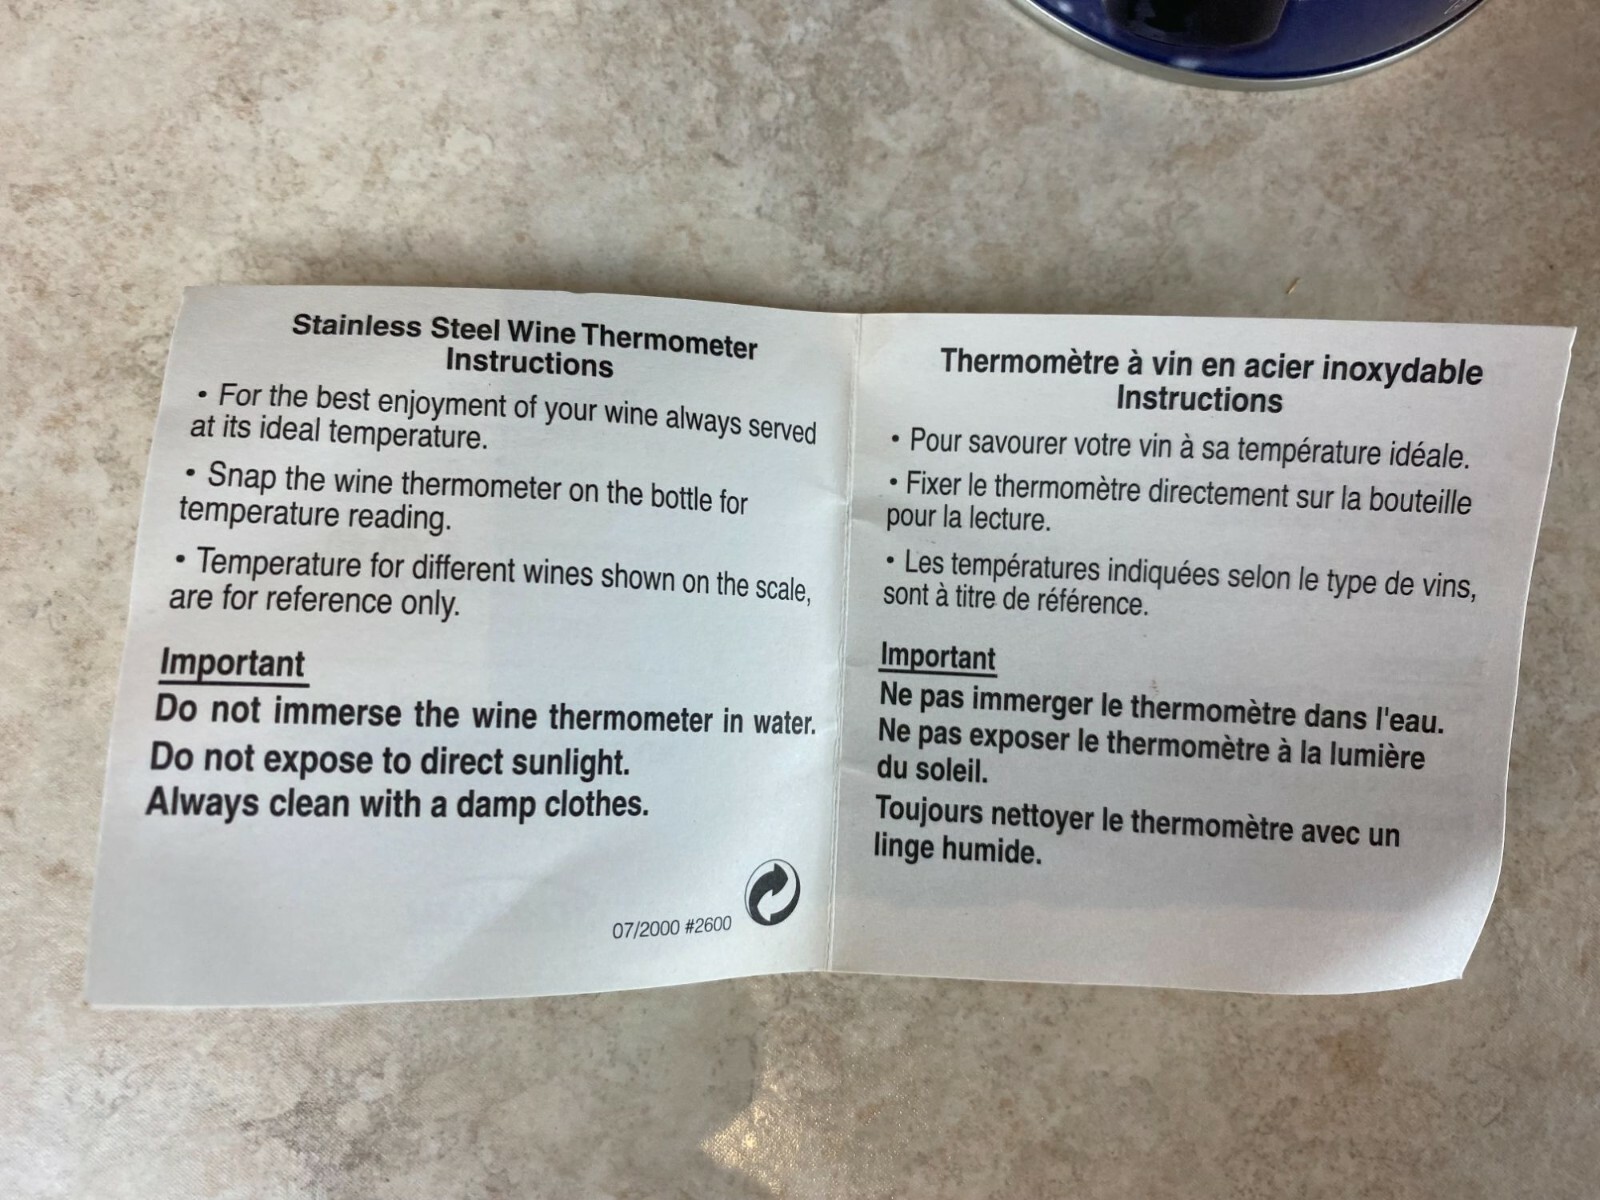 Stainless Steel Wine Thermometer
Instructions
• For the best enjoyment of your wine always served
at its ideal temperature.
• Snap the wine thermometer on the bottle for
temperature reading.
• Temperature for different wines shown on the scale,
are for reference only.
Important
Do not immerse the wine thermometer in water.
Do not expose to direct sunlight.
Always clean with a damp clothes.
07/2000 #2600
Thermomètre à vin en acier inoxydable
Instructions
• Pour savourer votre vin à sa température idéale.
• Fixer le thermomètre directement sur la bouteille
pour la lecture.
• Les températures indiquées selon le type de vins,
sont à titre de référence.
Important
Ne pas immerger le thermomètre dans l'eau.
Ne pas exposer le thermomètre à la lumière
du soleil.
Toujours nettoyer le thermomètre avec un
linge humide.